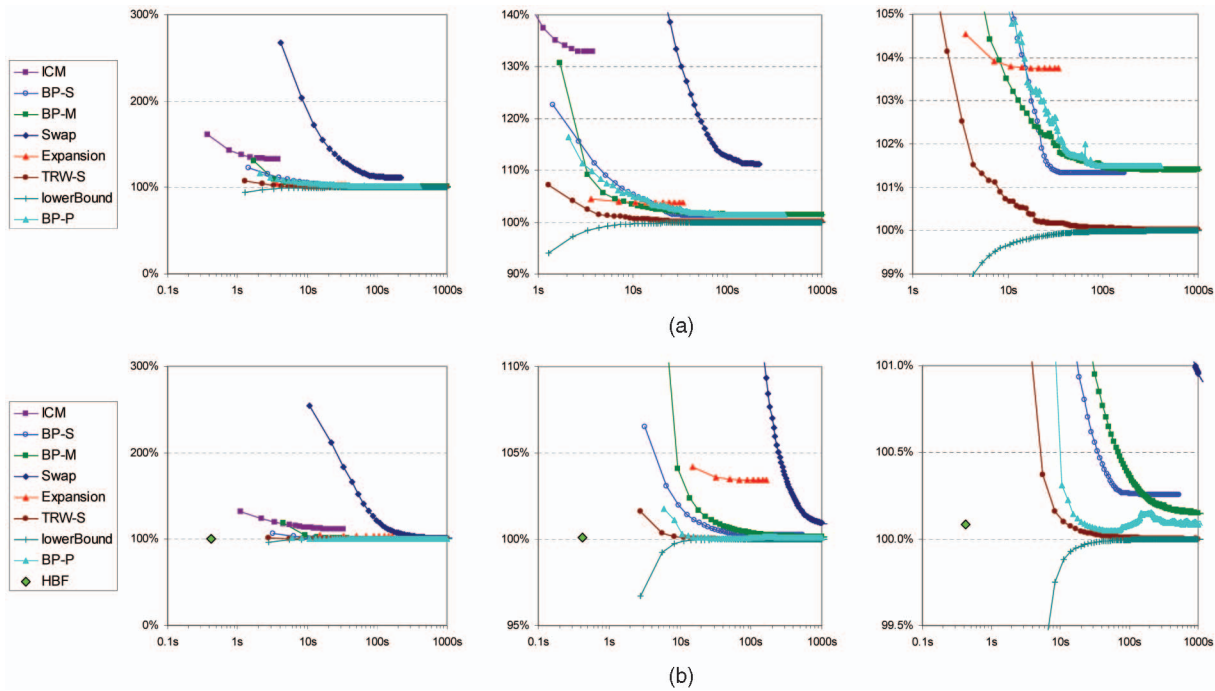 300%
200%
100%
0%
0.1s 1s 10s 100s 1000s
ICM
BP-S
BP-M
Swap
Expansion
TRW-S
lowerBound
BP-P
140%
130%
120%
110%
100%
90%
1s 10s 100s 1000s
105%
104%
103%
102%
101%
100%
99%
1s 10s 100s 1000s
(a)
300%
200%
100%
0%
0.1s 1s 10s 100s 1000s
ICM
BP-S
BP-M
Swap
Expansion
TRW-S
lowerBound
BP-P
HBF
110%
105%
100%
95%
0.1s 1s 10s 100s 1000s
101.0%
100.5%
100.0%
99.5%
0.1s 1s 10s 100s 1000s
(b)